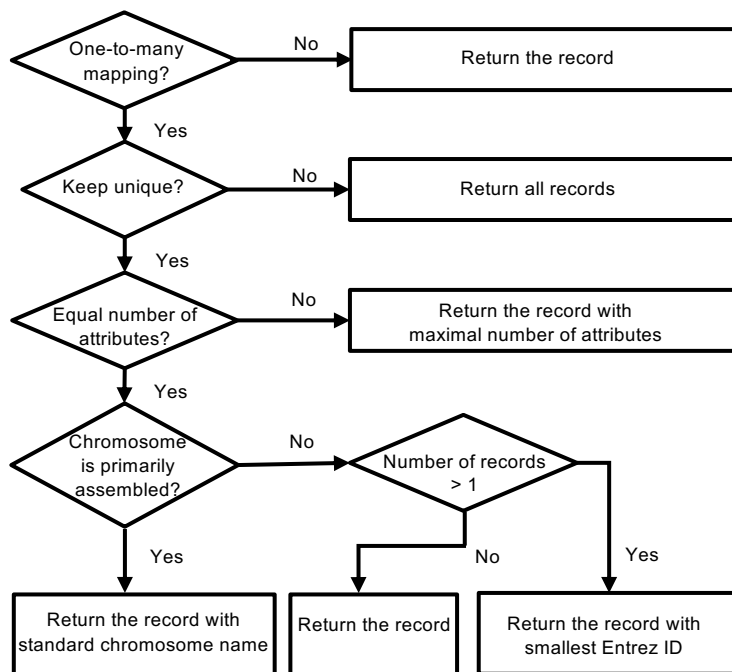 One-to-many
mapping?
No
Return the record
Yes
Keep unique?
No
Return all records
Yes
Equal number of
attributes?
No
Return the record with
maximal number of attributes
Yes
Chromosome
is primarily
assembled?
No
Number of records
> 1
Yes
No
Yes
Return the record with
standard chromosome name
Return the record
Return the record with
smallest Entrez ID